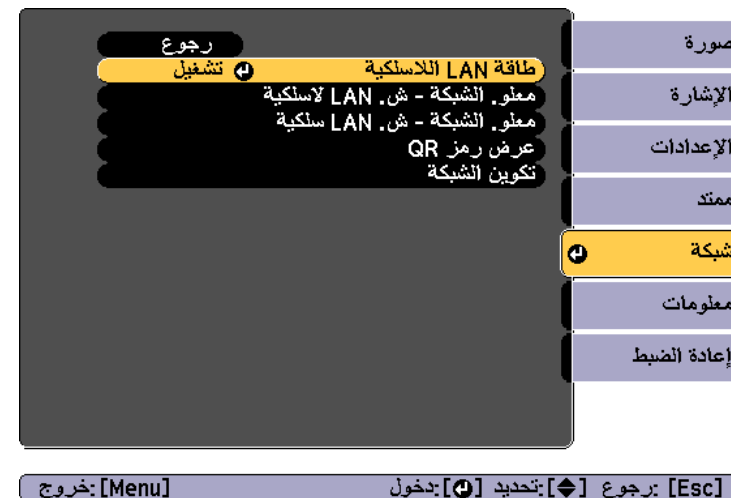 صورة
الإشارة
الإعدادات
ممتد
شبكة
معلومات
إعادة الضبط
رجوع
طاقة LAN اللاسلكية تشغيل
معلو. الشبكة - ش. LAN لاسلكية
معلو. الشبكة - ش. LAN سلكية
عرض رمز QR
تكوين الشبكة
[Esc] :رجوع [◆]:تحديد [↵]:دخول [Menu]:خروج